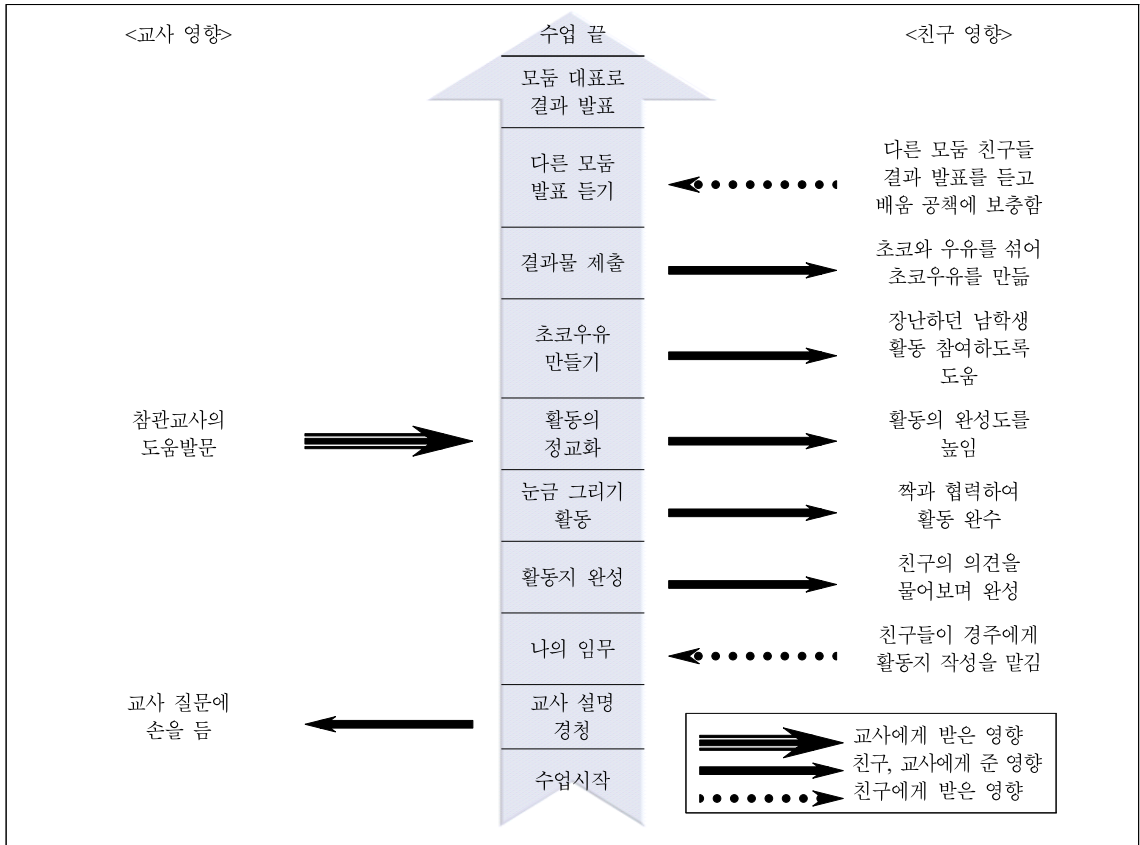 <교사 영향>
수업 끝
<친구 영향>
모둠 대표로
결과 발표
다른 모둠
발표 듣기
다른 모둠 친구들
결과 발표를 듣고
배움 공책에 보충함
결과물 제출
초코와 우유를 섞어
초코우유를 만듦
초코우유
만들기
장난하던 남학생
활동 참여하도록
도움
참관교사의
도움발문
활동의
정교화
활동의 완성도를
높임
눈금 그리기
활동
짝과 협력하여
활동 완수
활동지 완성
친구의 의견을
물어보며 완성
나의 임무
친구들이 경주에게
활동지 작성을 맡김
교사 질문에
손을 듬
교사 설명
경청
수업시작
교사에게 받은 영향
친구, 교사에게 준 영향
친구에게 받은 영향